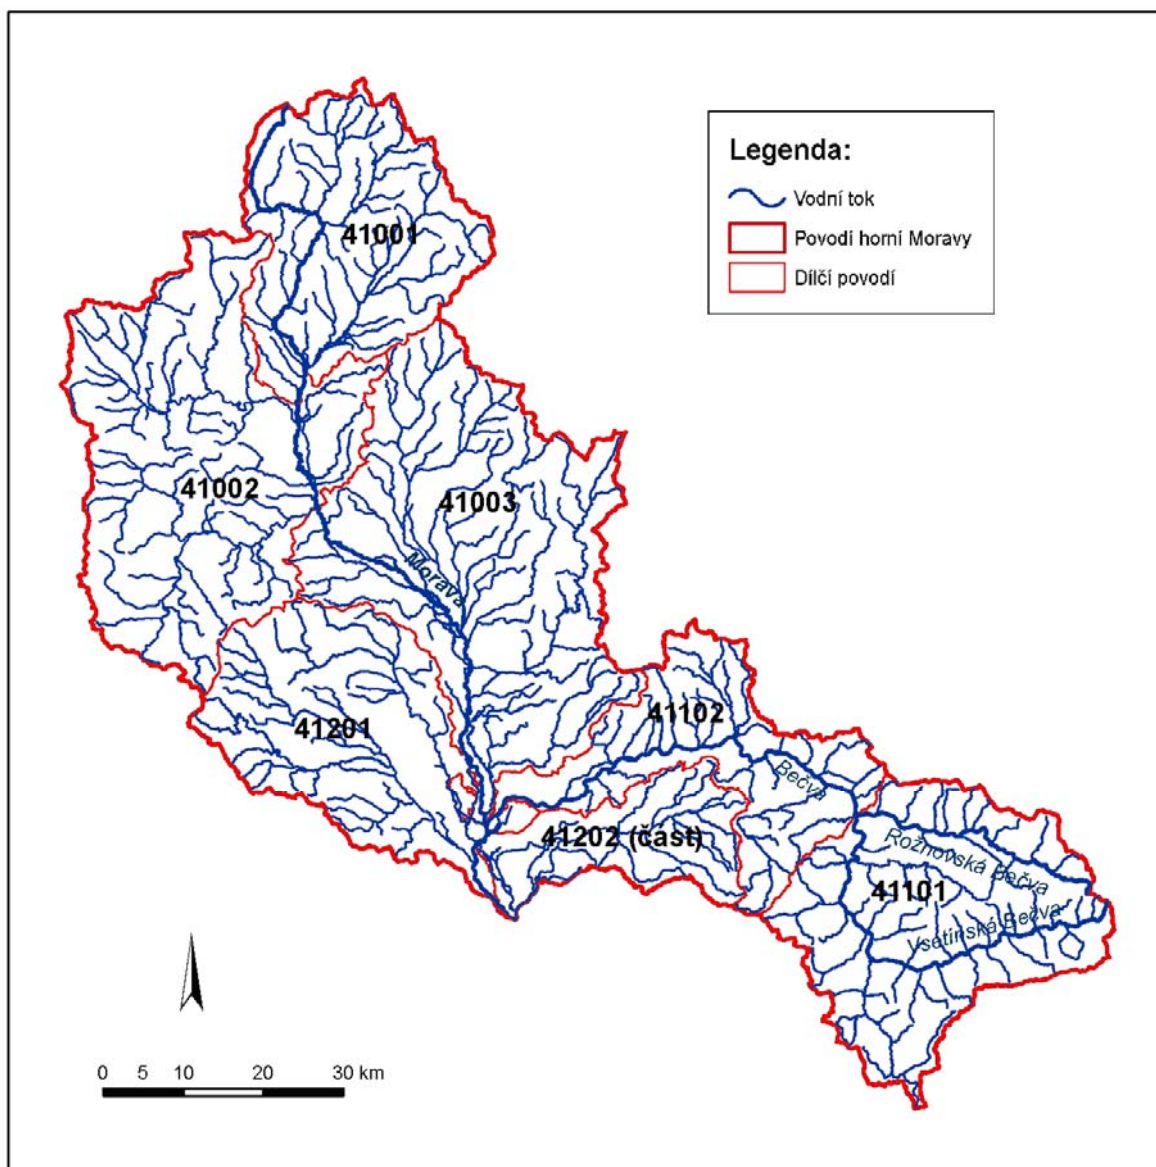 Legenda:
Vodní tok
Povodí horní Moravy
Dílčí povodí
41001
41002
41003
Morava
41201
41102
Bečva
41202 (část)
Rožnovská Bečva
41101
Vsetínská Bečva
0 5 10 20 30 km